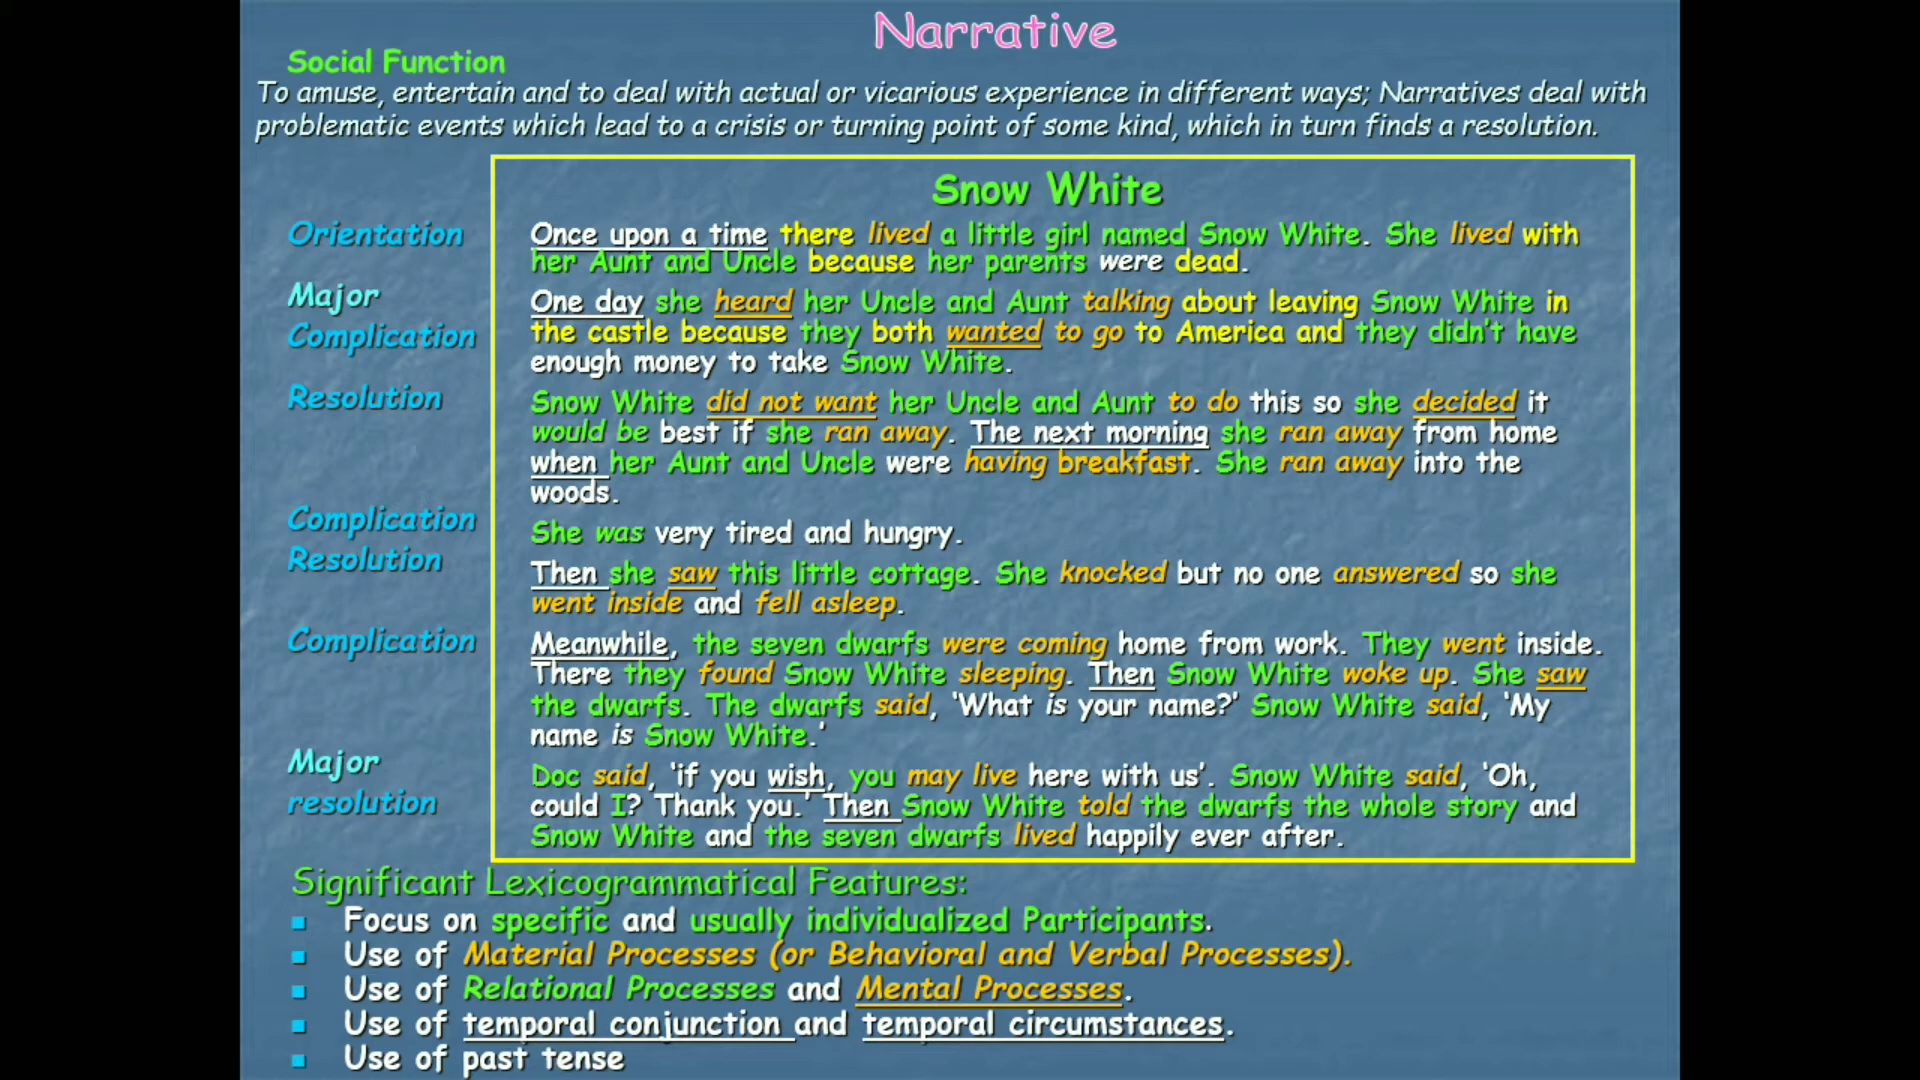 Narrative
Social Function
To amuse, entertain and to deal with actual or vicarious experience in different ways; Narratives deal with
problematic events which lead to a crisis or turning point of some kind, which in turn finds a resolution.
Snow White
Orientation
Once upon a time there lived a little girl named Snow White. She lived with
her Aunt and Uncle because her parents were dead.
Major
Complication
One day she heard her Uncle and Aunt talking about leaving Snow White in
the castle because they both wanted to go to America and they didn't have
enough money to take Snow White.
Resolution
Snow White did not want her Uncle and Aunt to do this so she decided it
would be best if she ran away. The next morning she ran away from home
when her Aunt and Uncle were having breakfast. She ran away into the
woods.
Complication
She was very tired and hungry.
Resolution
Then she saw this little cottage. She knocked but no one answered so she
went inside and fell asleep.
Complication
Meanwhile, the seven dwarfs were coming home from work. They went inside.
There they found Snow White sleeping. Then Snow White woke up. She saw
the dwarfs. The dwarfs said, 'What is your name?' Snow White said, 'My
name is Snow White.'
Major
resolution
Doc said, 'if you wish, you may live here with us'. Snow White said, 'Oh,
could I? Thank you.' Then Snow White told the dwarfs the whole story and
Snow White and the seven dwarfs lived happily ever after.
Significant Lexicogrammatical Features:
Focus on specific and usually individualized Participants.
Use of Material Processes (or Behavioral and Verbal Processes).
Use of Relational Processes and Mental Processes.
Use of temporal conjunction and temporal circumstances.
Use of past tense